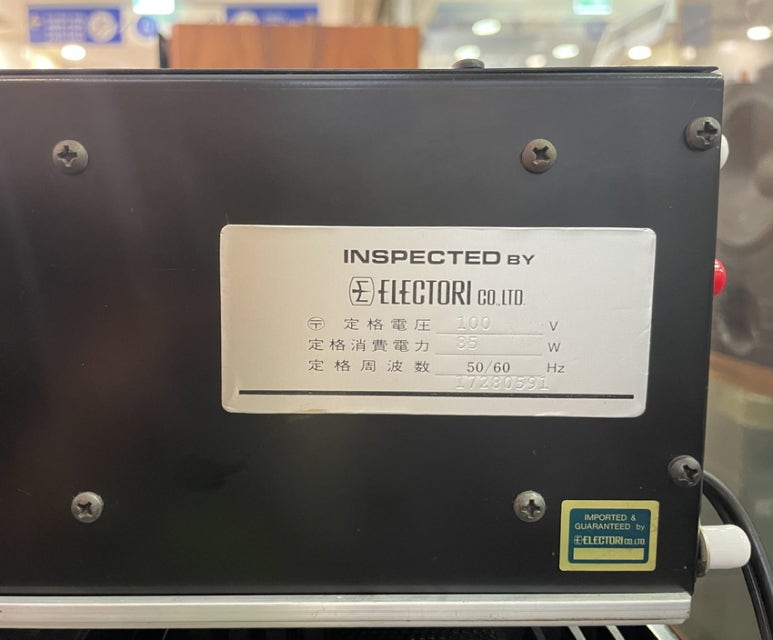 INSPECTED BY
E ELECTORI CO.,LTD.
〶 定格電圧 100 V
定格消費電力 85 W
定格周波数 50/60 Hz
17280591
IMPORTED &
GUARANTEED by
E ELECTORI CO.,LTD